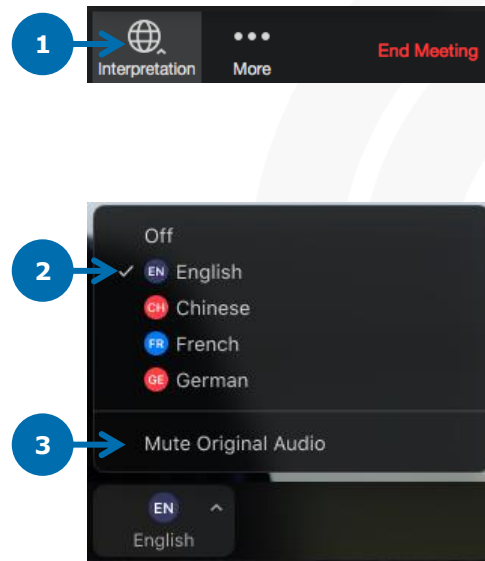 1
Interpretation
More
End Meeting
Off
2
EN English
CH Chinese
FR French
GE German
3
Mute Original Audio
EN
English